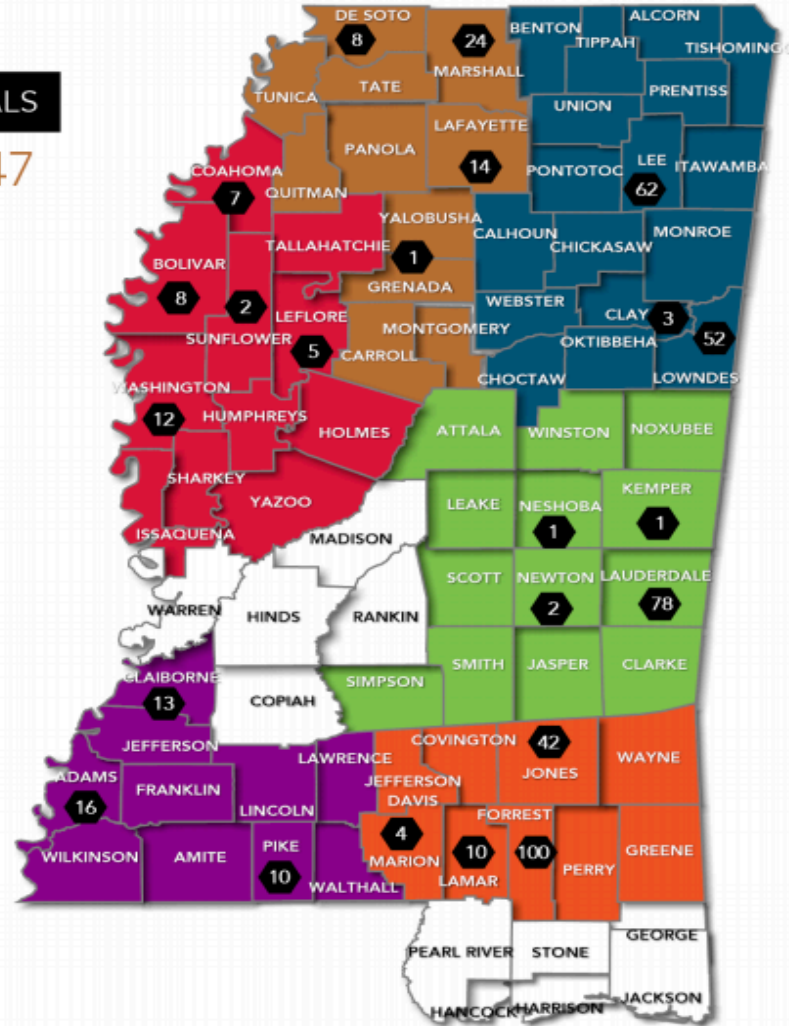 ALS
47
DE SOTO
8
24
MARSHALL
TATE
TUNICA
BENTON
TIPPAH
ALCORN
TISHOMINGO
PRENTISS
UNION
PANOLA
LAFAYETTE
14
COAHOMA
7
QUITMAN
PONTOTOC
LEE
62
ITAWAMBA
TALLAHATCHIE
YALOBUSHA
1
GRENADA
CALHOUN
CHICKASAW
MONROE
BOLIVAR
8
2
SUNFLOWER
LEFLORE
5
CARROLL
MONTGOMERY
WEBSTER
CLAY
3
OKTIBBEHA
52
LOWNDES
CHOCTAW
WASHINGTON
12
HUMPHREYS
HOLMES
ATTALA
WINSTON
NOXUBEE
SHARKEY
YAZOO
ISSAQUENA
MADISON
LEAKE
NESHOBA
1
KEMPER
1
WARREN
HINDS
RANKIN
SCOTT
NEWTON
2
LAUDERDALE
78
CLAIBORNE
13
COPIAH
SIMPSON
SMITH
JASPER
CLARKE
JEFFERSON
ADAMS
16
FRANKLIN
LINCOLN
LAWRENCE
JEFFERSON
DAVIS
COVINGTON
42
JONES
WAYNE
WILKINSON
AMITE
PIKE
10
WALTHALL
4
MARION
10
LAMAR
FORREST
100
PERRY
GREENE
PEARL RIVER
STONE
GEORGE
HANCOCK
HARRISON
JACKSON